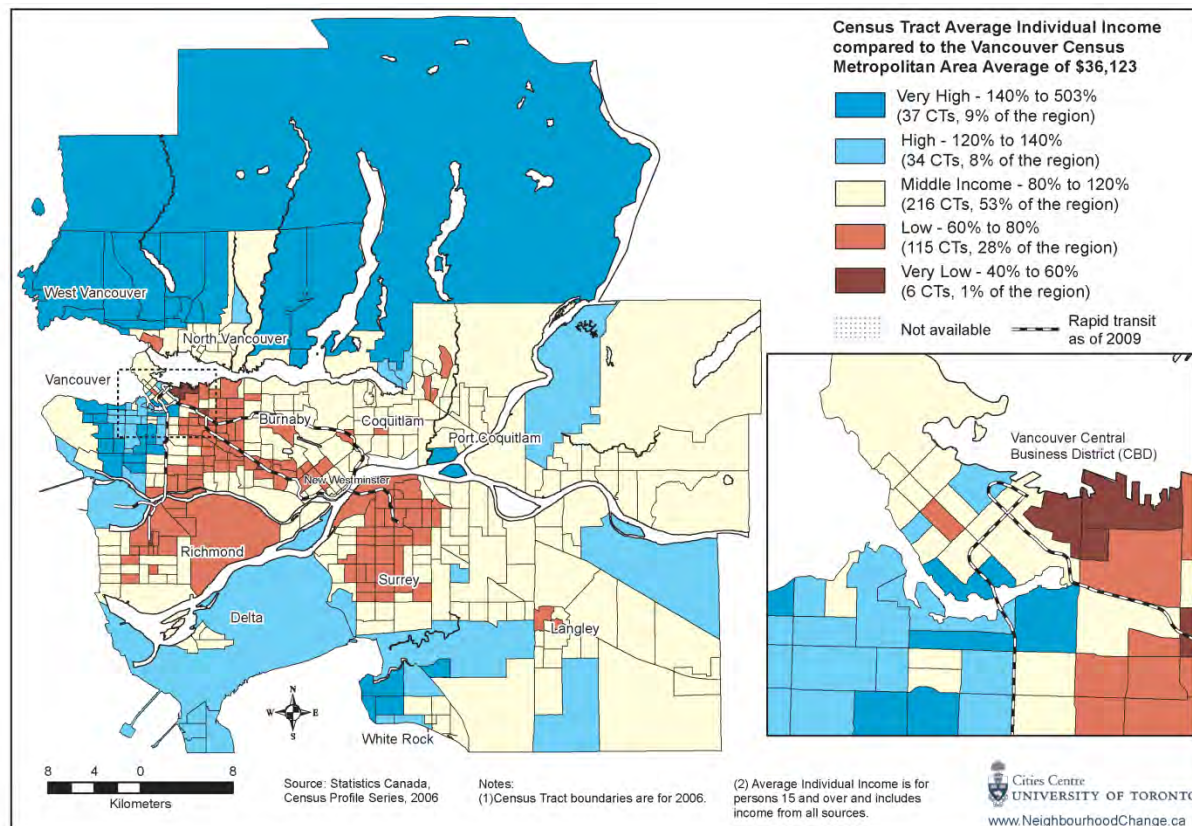 Census Tract Average Individual Income
compared to the Vancouver Census
Metropolitan Area Average of $36,123
Very High - 140% to 503%
(37 CTs, 9% of the region)
High - 120% to 140%
(34 CTs, 8% of the region)
Middle Income - 80% to 120%
(216 CTs, 53% of the region)
Low - 60% to 80%
(115 CTs, 28% of the region)
Very Low - 40% to 60%
(6 CTs, 1% of the region)
Not available
Rapid transit
as of 2009
West Vancouver
North Vancouver
Vancouver
Burnaby
Coquitlam
Port Coquitlam
New Westminster
Richmond
Surrey
Delta
Langley
White Rock
Vancouver Central
Business District (CBD)
N
W E
S
8 4 0 8
Kilometers
Source: Statistics Canada,
Census Profile Series, 2006
Notes:
(1)Census Tract boundaries are for 2006.
(2) Average Individual Income is for
persons 15 and over and includes
income from all sources.
Cities Centre
UNIVERSITY OF TORONTO
www.NeighbourhoodChange.ca